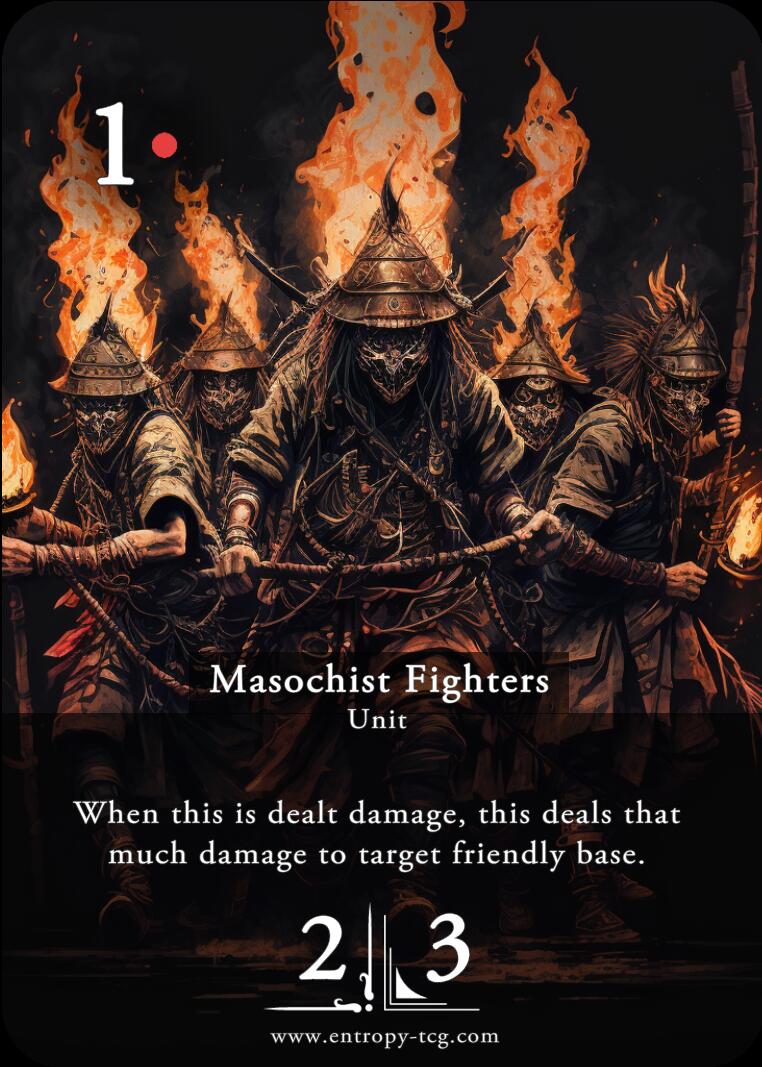 1
Masochist Fighters
Unit
When this is dealt damage, this deals that
much damage to target friendly base.
2 3
www.entropy-tcg.com